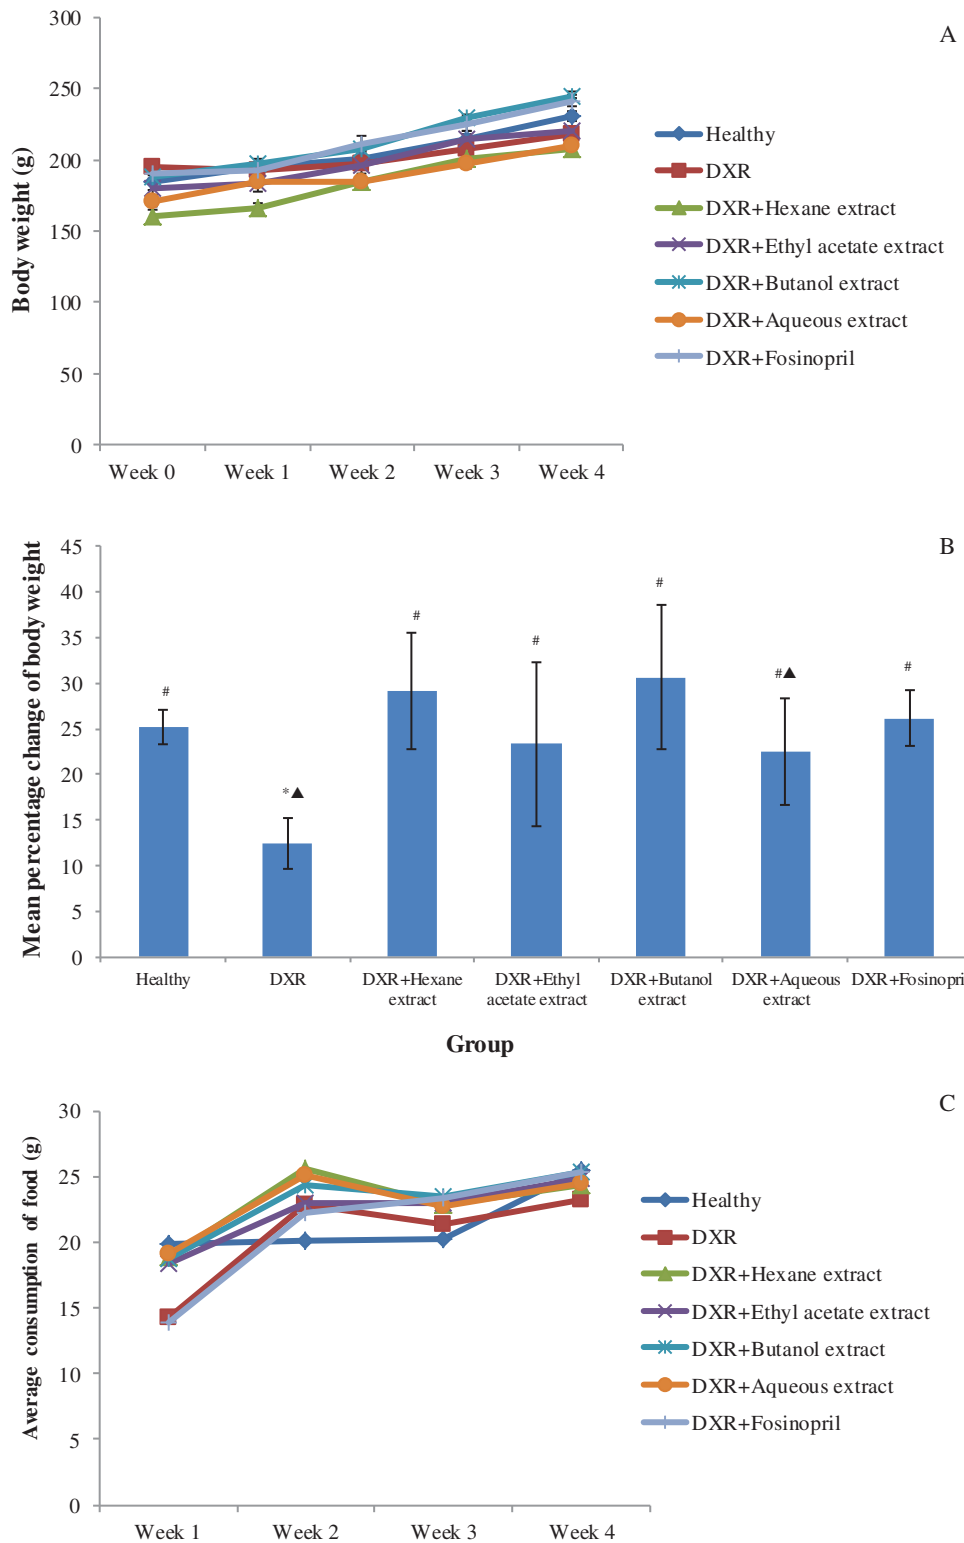 A
300
250
200
150
100
50
0
Body weight (g)
Week 0 Week 1 Week 2 Week 3 Week 4
Healthy
DXR
DXR+Hexane extract
DXR+Ethyl acetate extract
DXR+Butanol extract
DXR+Aqueous extract
DXR+Fosinopril
B
45
40
35
30
25
20
15
10
5
0
Mean percentage change of body weight
#
*▲
#
#
#
#▲
#
Healthy
DXR
DXR+Hexane
extract
DXR+Ethyl
acetate extract
DXR+Butanol
extract
DXR+Aqueous
extract
DXR+Fosinopri
Group
C
30
25
20
15
10
5
0
Average consumption of food (g)
Week 1 Week 2 Week 3 Week 4
Healthy
DXR
DXR+Hexane extract
DXR+Ethyl acetate extract
DXR+Butanol extract
DXR+Aqueous extract
DXR+Fosinopril